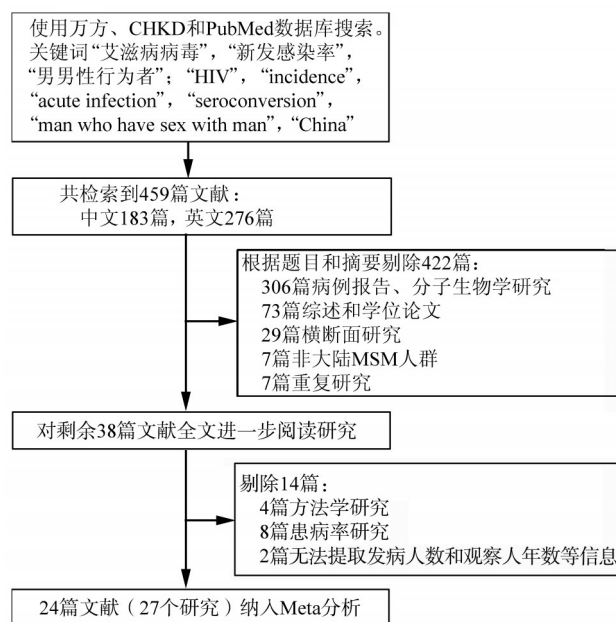 使用万方、CHKD和PubMed数据库搜索。
关键词“艾滋病病毒”，“新发感染率”，
“男男性行为者”；“HIV”，“incidence”，
“acute infection”，“seroconversion”，
“man who have sex with man”，“China”
共检索到459篇文献：
中文183篇，英文276篇
根据题目和摘要剔除422篇：
306篇病例报告、分子生物学研究
73篇综述和学位论文
29篇横断面研究
7篇非大陆MSM人群
7篇重复研究
对剩余38篇文献全文进一步阅读研究
剔除14篇：
4篇方法学研究
8篇患病率研究
2篇无法提取发病人数和观察人年数等信息
24篇文献（27个研究）纳入Meta分析